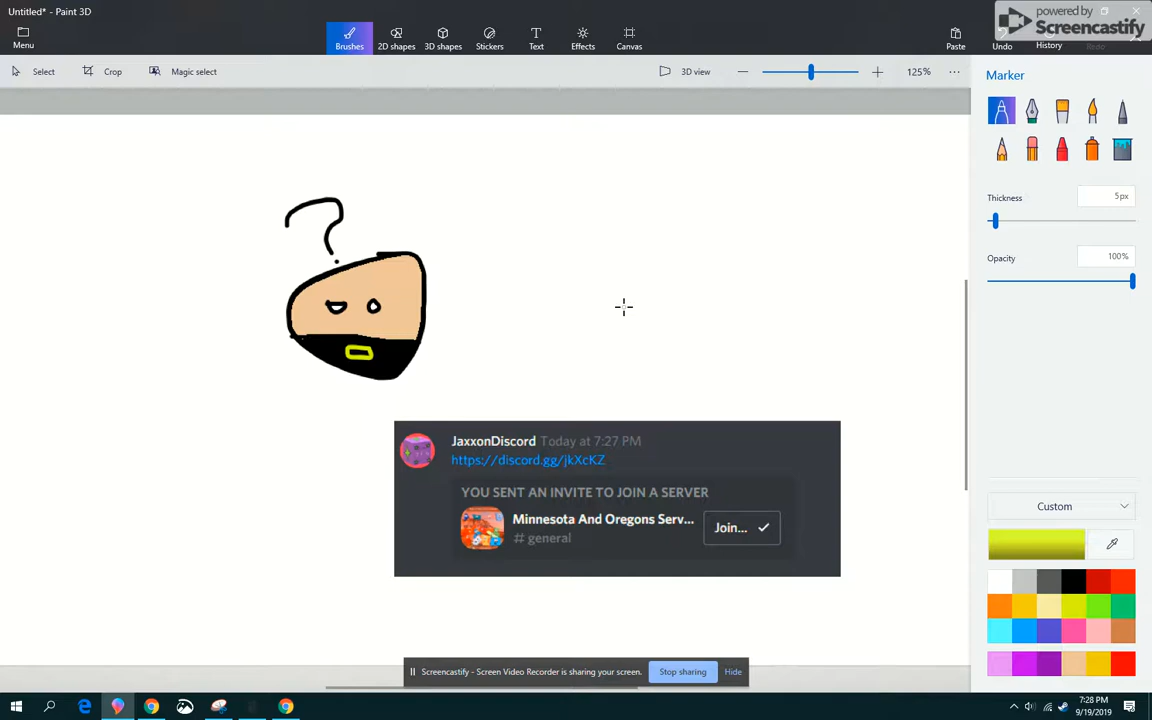 Untitled* - Paint 3D
powered by
Screencastify
Menu
Brushes
2D shapes
3D shapes
Stickers
Text
Effects
Canvas
Paste
Undo
History
Redo
Select
Crop
Magic select
3D view
125%
Marker
Thickness
5px
Opacity
100%
?
JaxxonDiscord Today at 7:27 PM
https://discord.gg/jkXcKZ
YOU SENT AN INVITE TO JOIN A SERVER
Minnesota And Oregons Serv...
# general
Join...
Custom
Screencastify - Screen Video Recorder is sharing your screen.
Stop sharing
Hide
7:28 PM
9/19/2019